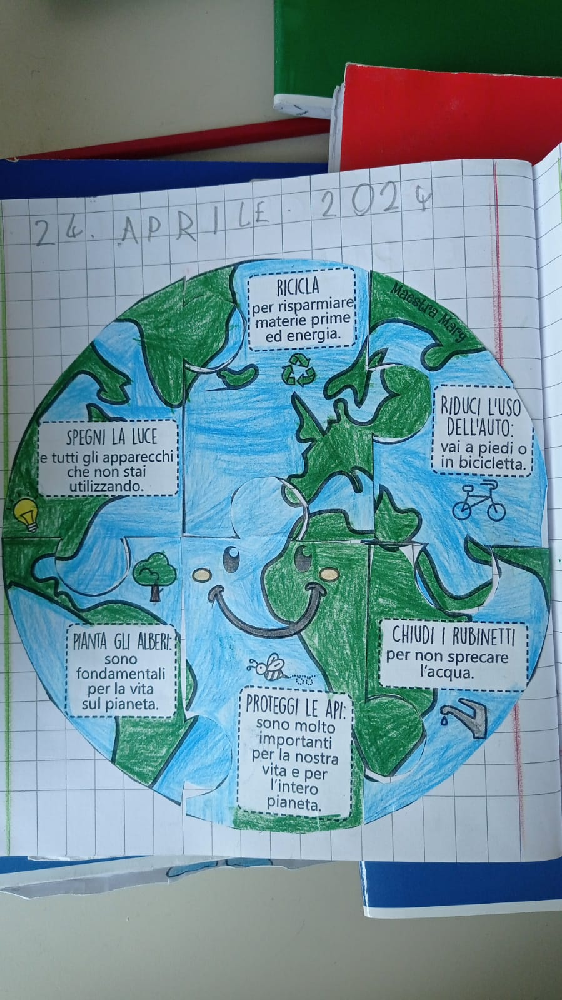 24. APRILE. 2024
RICICLA
per risparmiare
materie prime
ed energia.
Maestra Mary
RIDUCI L'USO
DELL'AUTO:
vai a piedi o
in bicicletta.
SPEGNI LA LUCE
e tutti gli apparecchi
che non stai
utilizzando.
PIANTA GLI ALBERI:
sono
fondamentali
per la vita
sul pianeta.
PROTEGGI LE API:
sono molto
importanti
per la nostra
vita e per
l'intero
pianeta.
CHIUDI I RUBINETTI
per non sprecare
l'acqua.